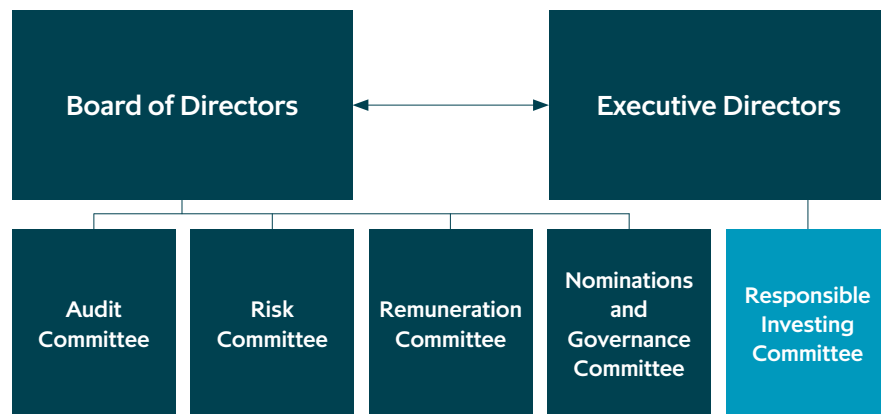 Board of Directors
Executive Directors
Audit
Committee
Risk
Committee
Remuneration
Committee
Nominations
and
Governance
Committee
Responsible
Investing
Committee